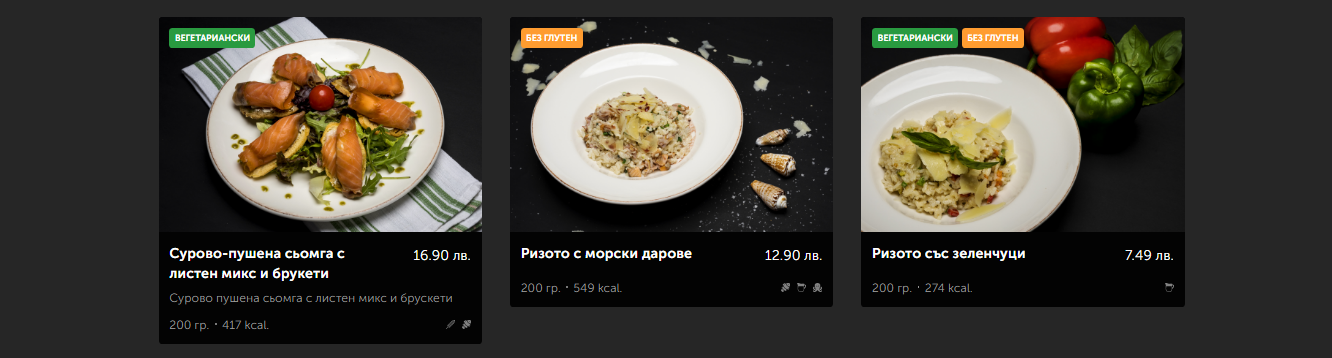 ВЕГЕТАРИАНСКИ
Сурово-пушена сьомга с
листен микс и брукети
16.90 лв.
Сурово пушена сьомга с листен микс и брускети
200 гр. · 417 kcal.
БЕЗ ГЛУТЕН
Ризото с морски дарове
12.90 лв.
200 гр. · 549 kcal.
ВЕГЕТАРИАНСКИ
БЕЗ ГЛУТЕН
Ризото със зеленчуци
7.49 лв.
200 гр. · 274 kcal.